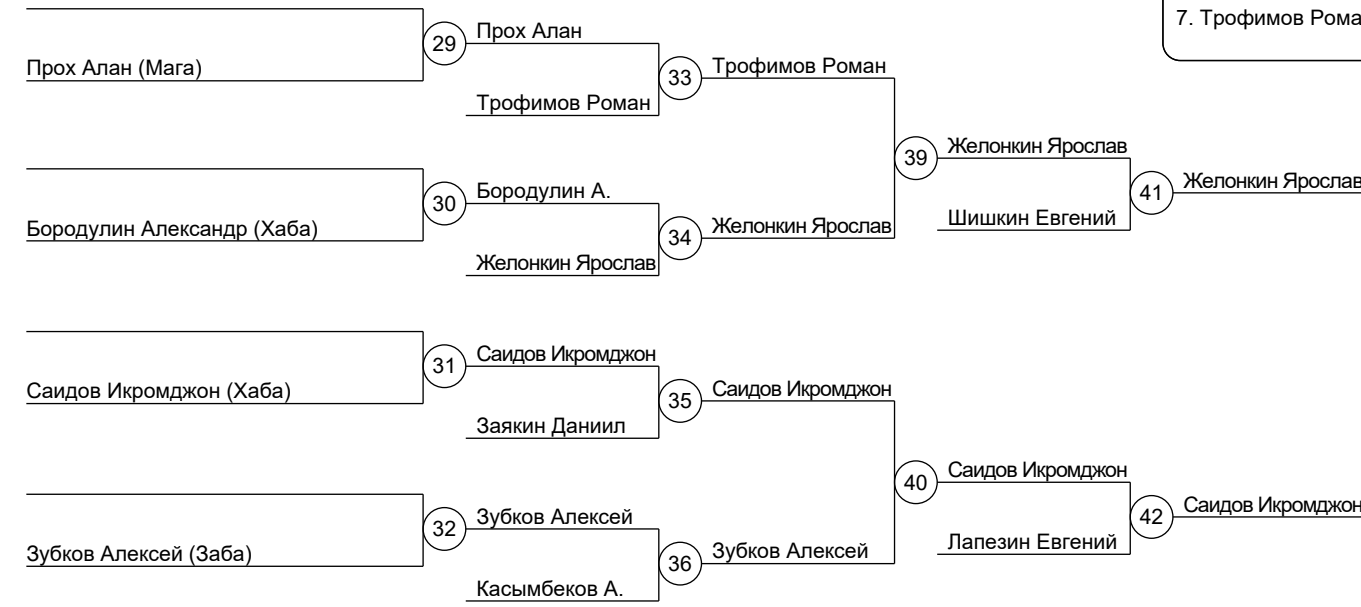 7. Трофимов Рома
29
Прох Алан
Прох Алан (Мага)
33
Трофимов Роман
Трофимов Роман
39
Желонкин Ярослав
41
Желонкин Ярослав
30
Бородулин А.
Шишкин Евгений
Бородулин Александр (Хаба)
34
Желонкин Ярослав
Желонкин Ярослав
31
Саидов Икромджон
Саидов Икромджон (Хаба)
35
Саидов Икромджон
Заякин Даниил
40
Саидов Икромджон
42
Саидов Икромджон
32
Зубков Алексей
Лапезин Евгений
Зубков Алексей (Заба)
36
Зубков Алексей
Касымбеков А.